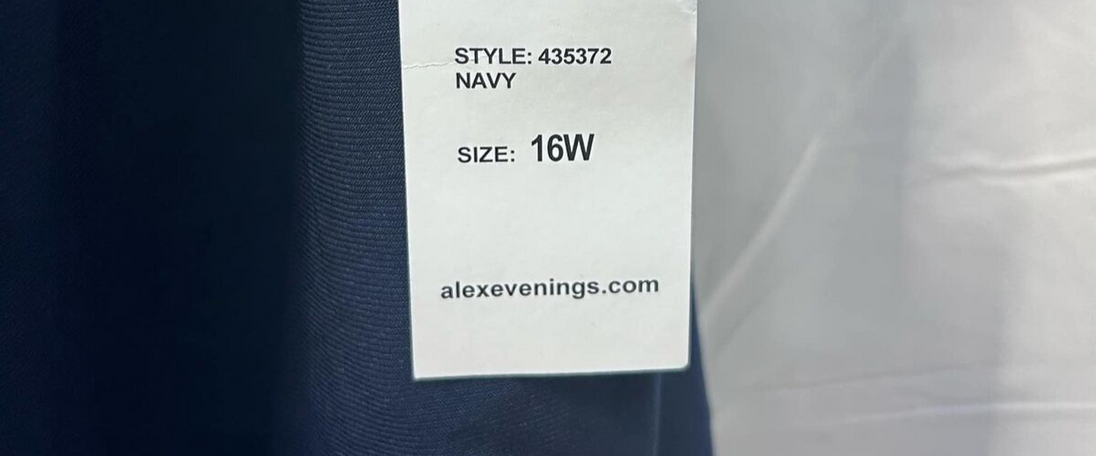 STYLE: 435372
NAVY
SIZE: 16W
alexevenings.com